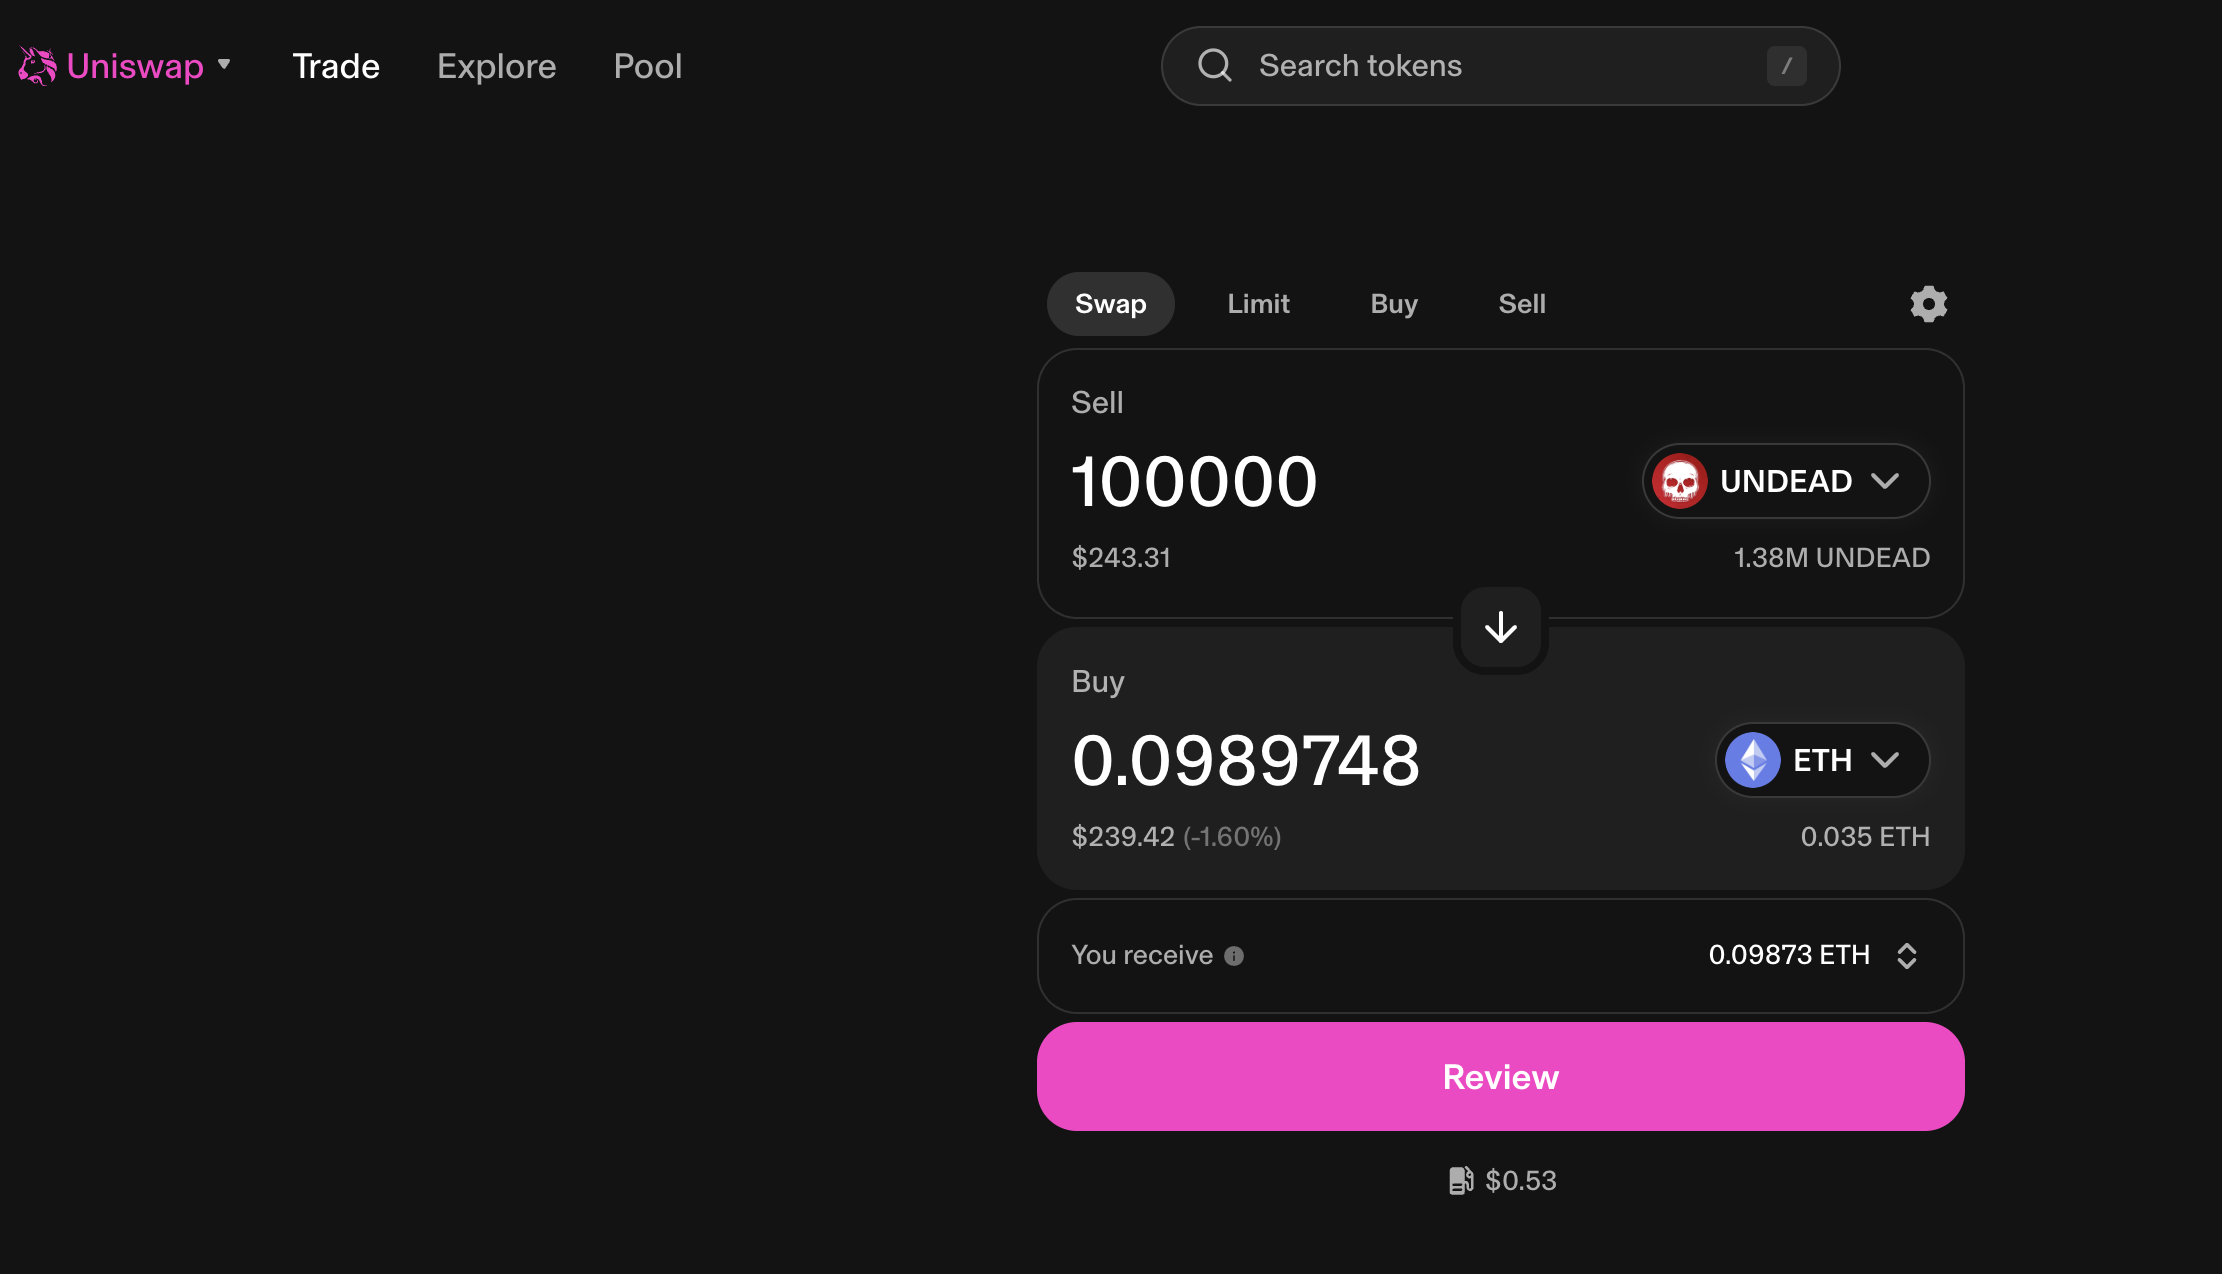 Uniswap Trade Explore Pool Search tokens /
Swap Limit Buy Sell
Sell
100000 UNDEAD
$243.31 1.38M UNDEAD
Buy
0.0989748 ETH
$239.42 (-1.60%) 0.035 ETH
You receive 0.09873 ETH
Review
$0.53